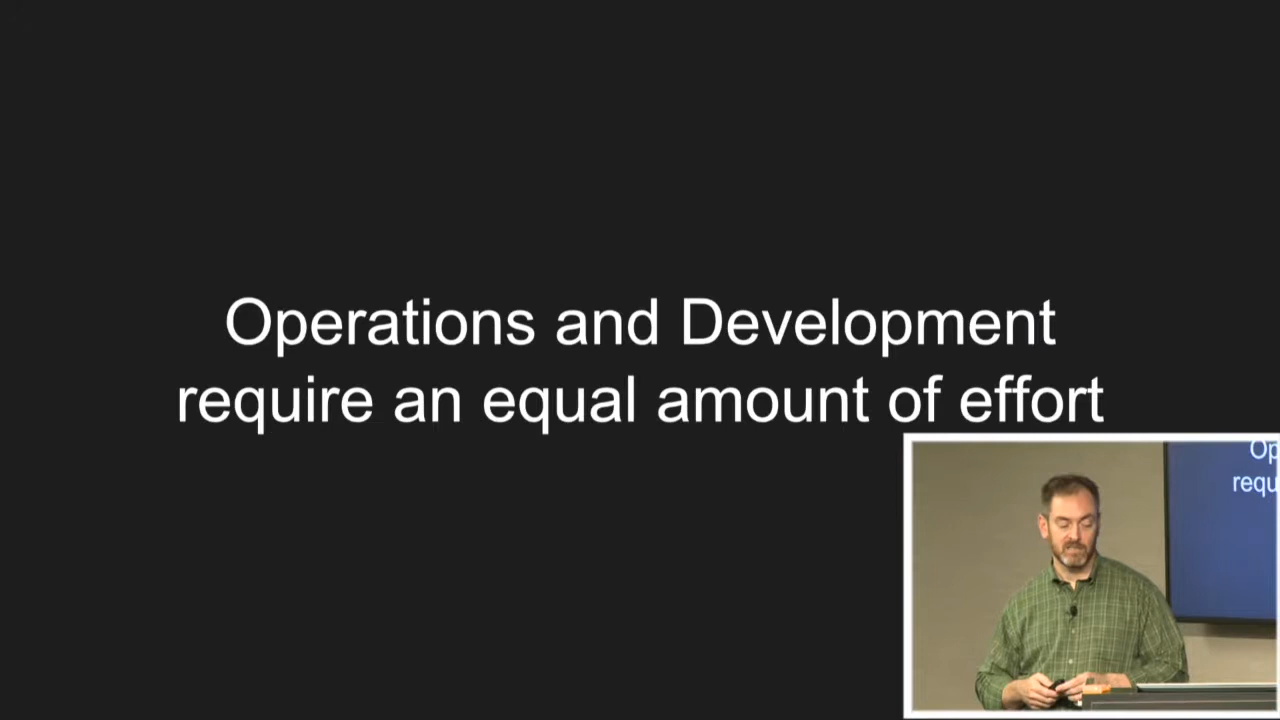 Operations and Development
require an equal amount of effort
Op
requ